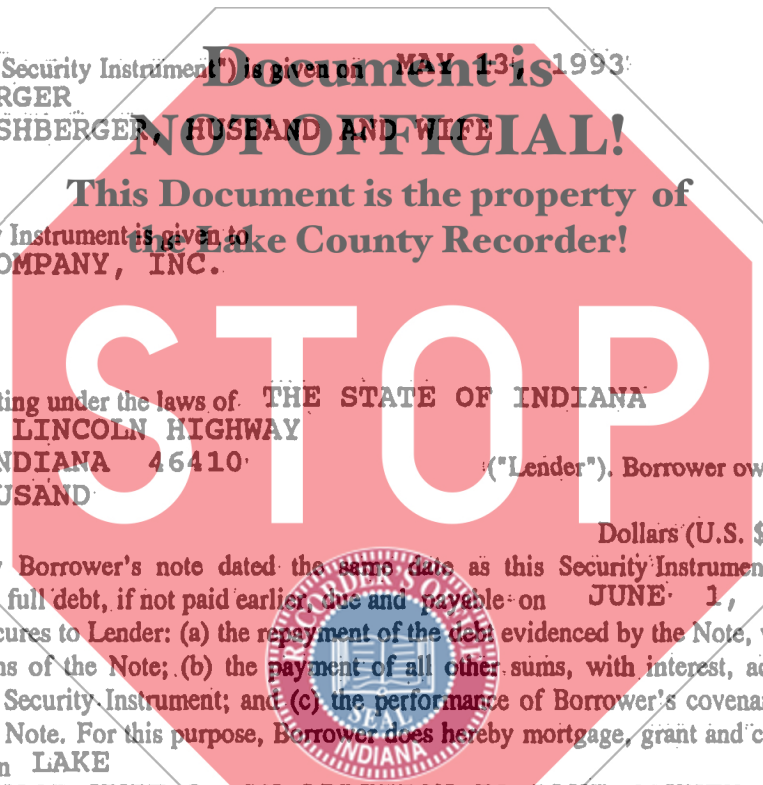 Security Instrument") is given on MAY 13, 1993
Document is
RGER
SHBERGER, HUSBAND AND WIFE
NOT OFFICIAL!
This Document is the property of
Instrument is given to
the Lake County Recorder!
OMPANY, INC.
STOP
ting under the laws of THE STATE OF INDIANA
LINCOLN HIGHWAY
NDIANA 46410 ("Lender"). Borrower ow
USAND
Dollars (U.S. $
Borrower's note dated the same date as this Security Instrumen
full debt, if not paid earlier, due and payable on JUNE 1,
cures to Lender: (a) the repayment of the debt evidenced by the Note,
ns of the Note; (b) the payment of all other sums, with interest, ad
Security Instrument; and (c) the performance of Borrower's covenan
Note. For this purpose, Borrower does hereby mortgage, grant and c
n LAKE
RECORDER'S OFFICE
SEAL
INDIANA